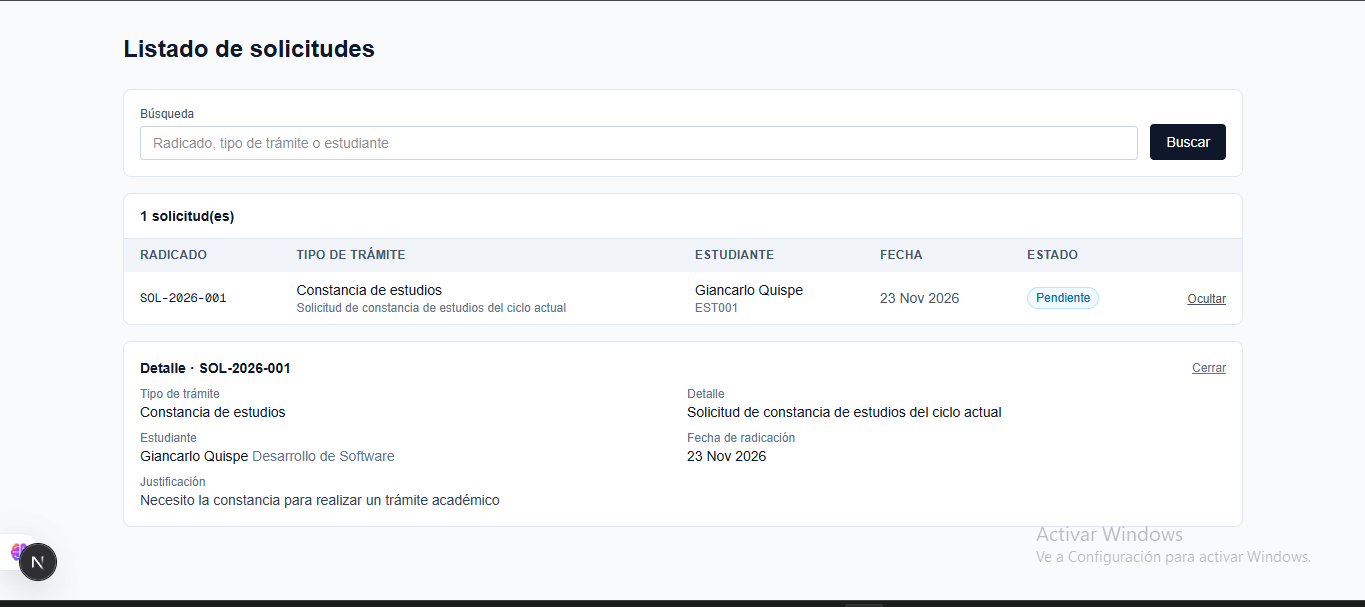 Listado de solicitudes
Búsqueda
Radicado, tipo de trámite o estudiante
Buscar
1 solicitud(es)
RADICADO TIPO DE TRÁMITE ESTUDIANTE FECHA ESTADO
SOL-2026-001 Constancia de estudios Giancarlo Quispe 23 Nov 2026 Pendiente Ocultar
Solicitud de constancia de estudios del ciclo actual EST001
Detalle · SOL-2026-001 Cerrar
Tipo de trámite Detalle
Constancia de estudios Solicitud de constancia de estudios del ciclo actual
Estudiante Fecha de radicación
Giancarlo Quispe Desarrollo de Software 23 Nov 2026
Justificación
Necesito la constancia para realizar un trámite académico
Activar Windows
Ve a Configuración para activar Windows.
N